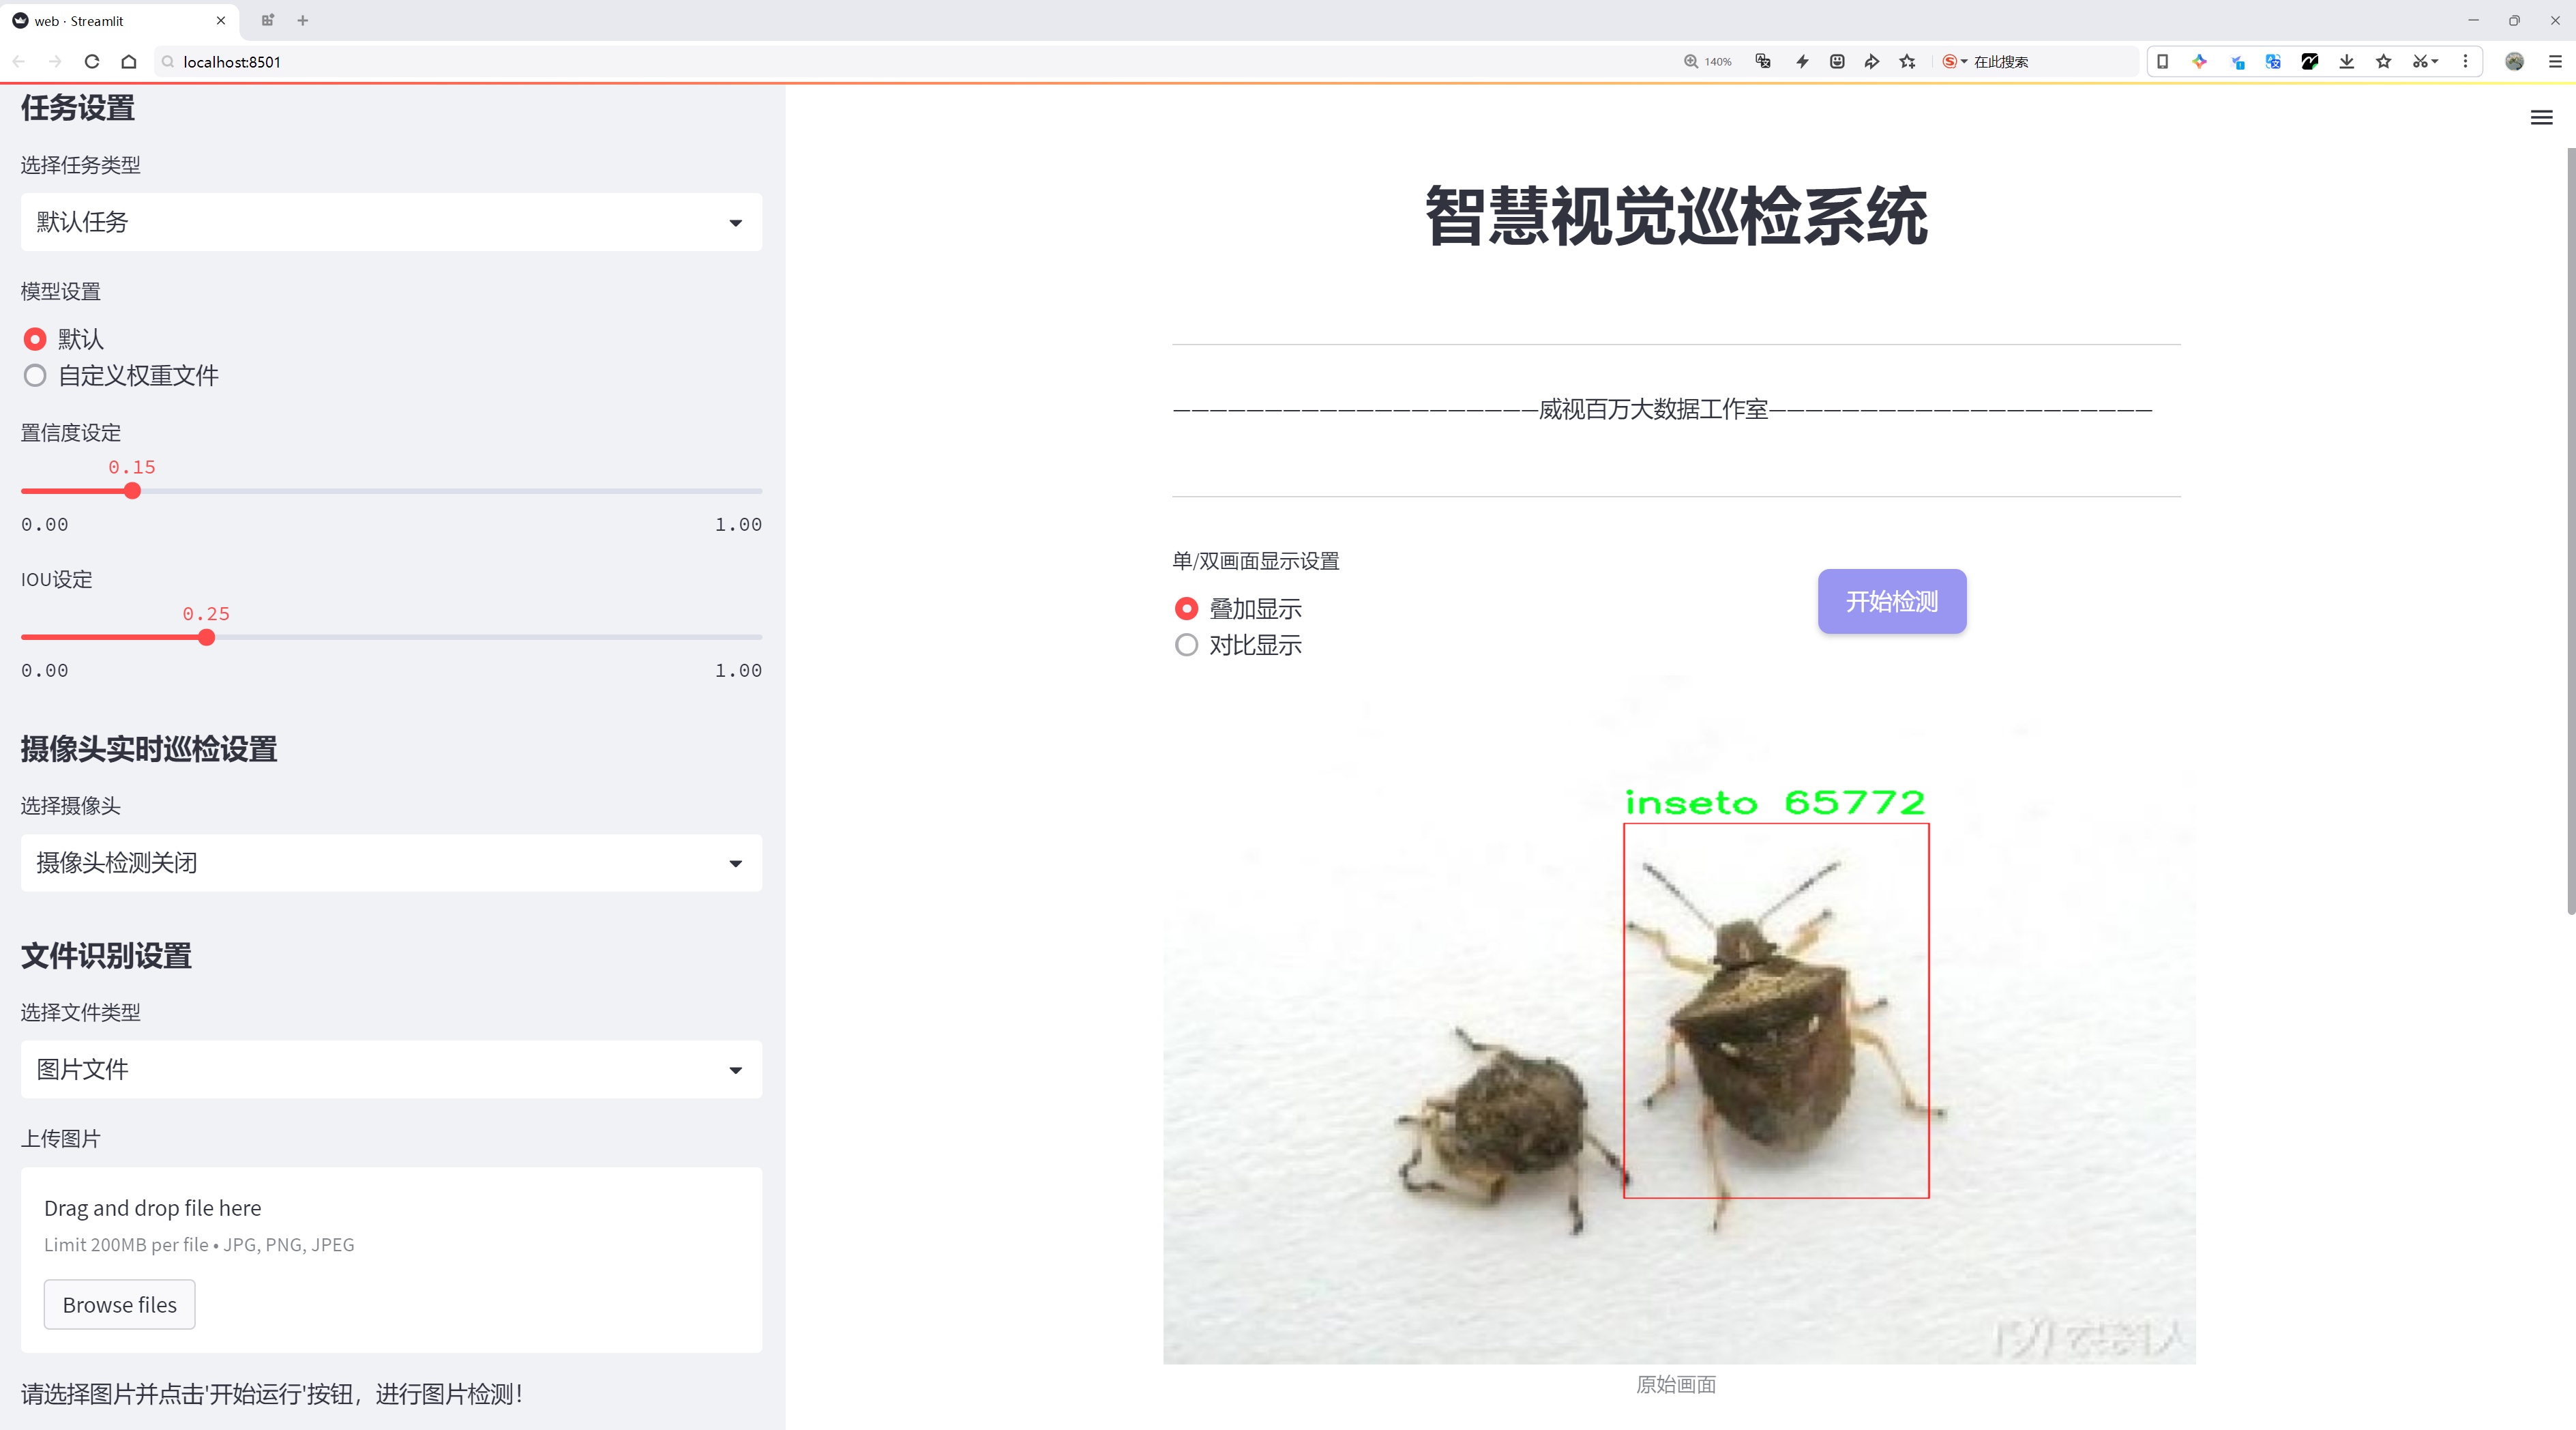 web · Streamlit
localhost:8501
140%
在此搜索
任务设置
选择任务类型
默认任务
模型设置
默认
自定义权重文件
置信度设定
0.15
0.00
1.00
IOU设定
0.25
0.00
1.00
摄像头实时巡检设置
选择摄像头
摄像头检测关闭
文件识别设置
选择文件类型
图片文件
上传图片
Drag and drop file here
Limit 200MB per file • JPG, PNG, JPEG
Browse files
请选择图片并点击'开始运行'按钮，进行图片检测！
智慧视觉巡检系统
————————————————————威视百万大数据工作室—————————————————————
单/双画面显示设置
叠加显示
对比显示
开始检测
inseto 65772
原始画面